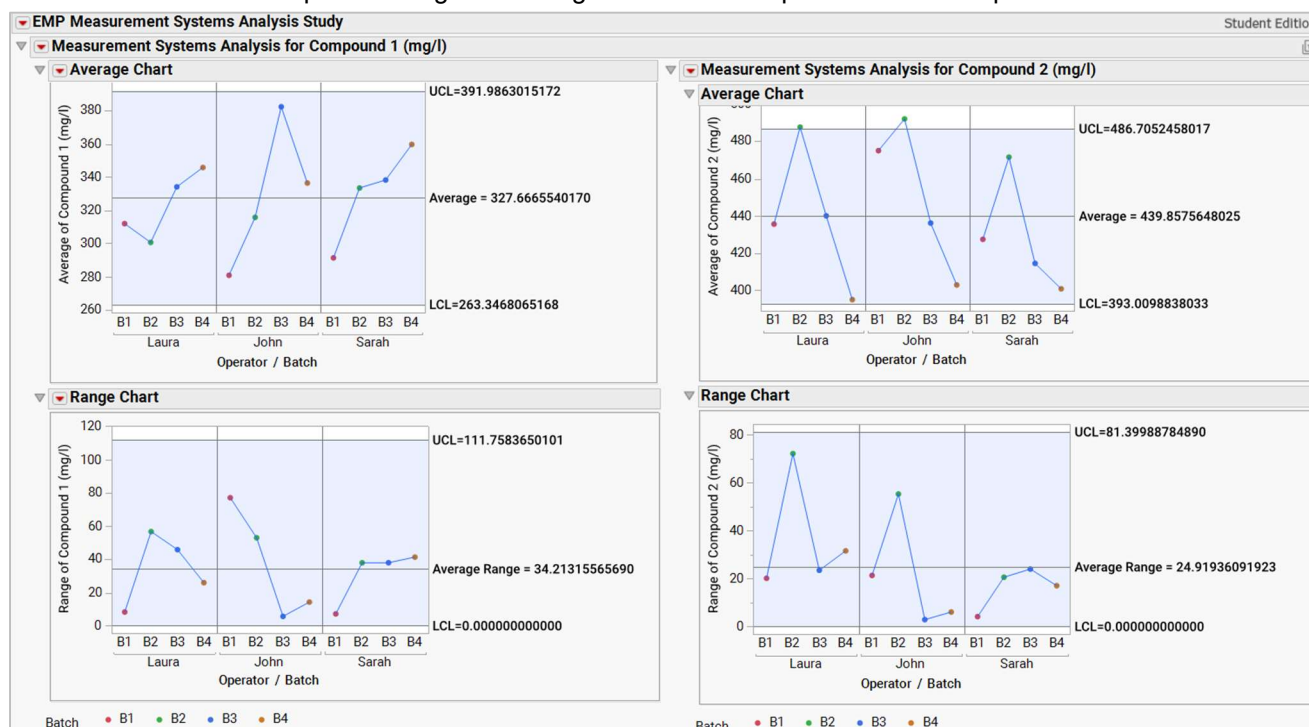 EMP Measurement Systems Analysis Study
Student Editio
Measurement Systems Analysis for Compound 1 (mg/l)
Average Chart
Average of Compound 1 (mg/l)
380
360
340
320
300
280
260
UCL=391.9863015172
Average = 327.6665540170
LCL=263.3468065168
B1 B2 B3 B4 B1 B2 B3 B4 B1 B2 B3 B4
Laura John Sarah
Operator / Batch
Range Chart
Range of Compound 1 (mg/l)
120
100
80
60
40
20
0
UCL=111.7583650101
Average Range = 34.21315565690
LCL=0.000000000000
B1 B2 B3 B4 B1 B2 B3 B4 B1 B2 B3 B4
Laura John Sarah
Operator / Batch
Batch B1 B2 B3 B4
Measurement Systems Analysis for Compound 2 (mg/l)
Average Chart
Average of Compound 2 (mg/l)
480
460
440
420
400
UCL=486.7052458017
Average = 439.8575648025
LCL=393.0098838033
B1 B2 B3 B4 B1 B2 B3 B4 B1 B2 B3 B4
Laura John Sarah
Operator / Batch
Range Chart
Range of Compound 2 (mg/l)
80
60
40
20
0
UCL=81.39988784890
Average Range = 24.91936091923
LCL=0.000000000000
B1 B2 B3 B4 B1 B2 B3 B4 B1 B2 B3 B4
Laura John Sarah
Operator / Batch
Batch B1 B2 B3 B4